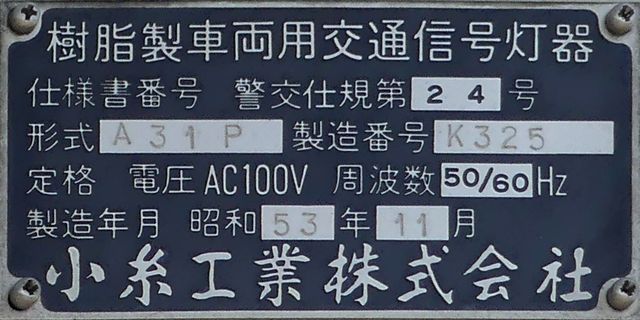 樹脂製車両用交通信号灯器
仕様書番号 警交仕規第24号
形式 A31P 製造番号 K325
定格 電圧 AC100V 周波数 50/60 Hz
製造年月 昭和53年11月
小糸工業株式会社